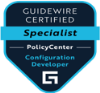 GUIDEWIRE
CERTIFIED
Specialist
PolicyCenter
Configuration
Developer